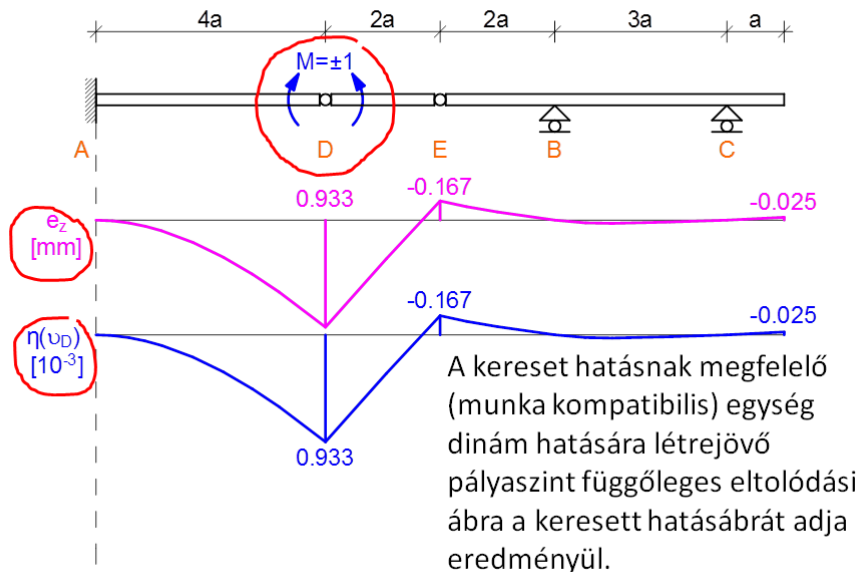 4a 2a 2a 3a a
M=±1
A D E B C
0.933 -0.167 -0.025
e_z
[mm]
-0.167 -0.025
η(υ_D)
[10⁻³]
0.933
A kereset hatásnak megfelelő
(munka kompatibilis) egység
dinám hatására létrejövő
pályaszint függőleges eltolódási
ábra a keresett hatásábrát adja
eredményül.